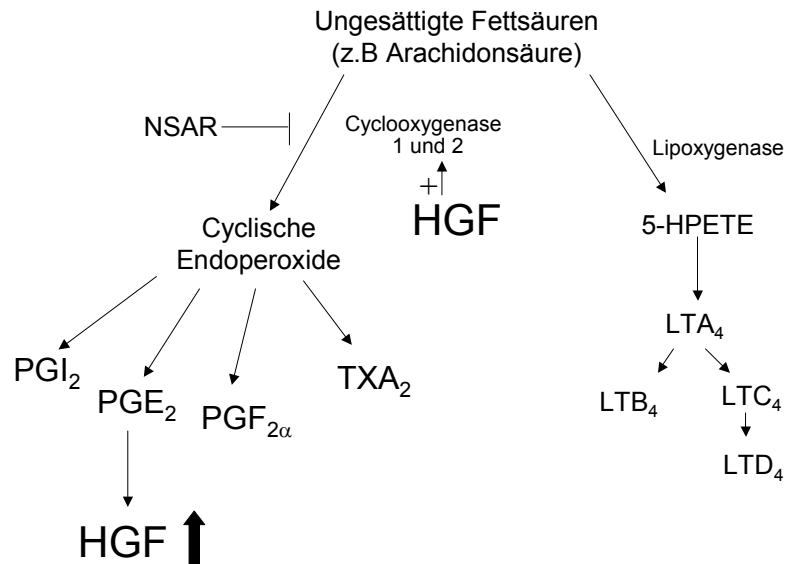 Ungesättigte Fettsäuren
(z.B Arachidonsäure)
NSAR
Cyclooxygenase
1 und 2
+
HGF
Lipoxygenase
Cyclische
Endoperoxide
5-HPETE
LTA₄
PGI₂
PGE₂
PGF₂α
TXA₂
LTB₄
LTC₄
LTD₄
HGF